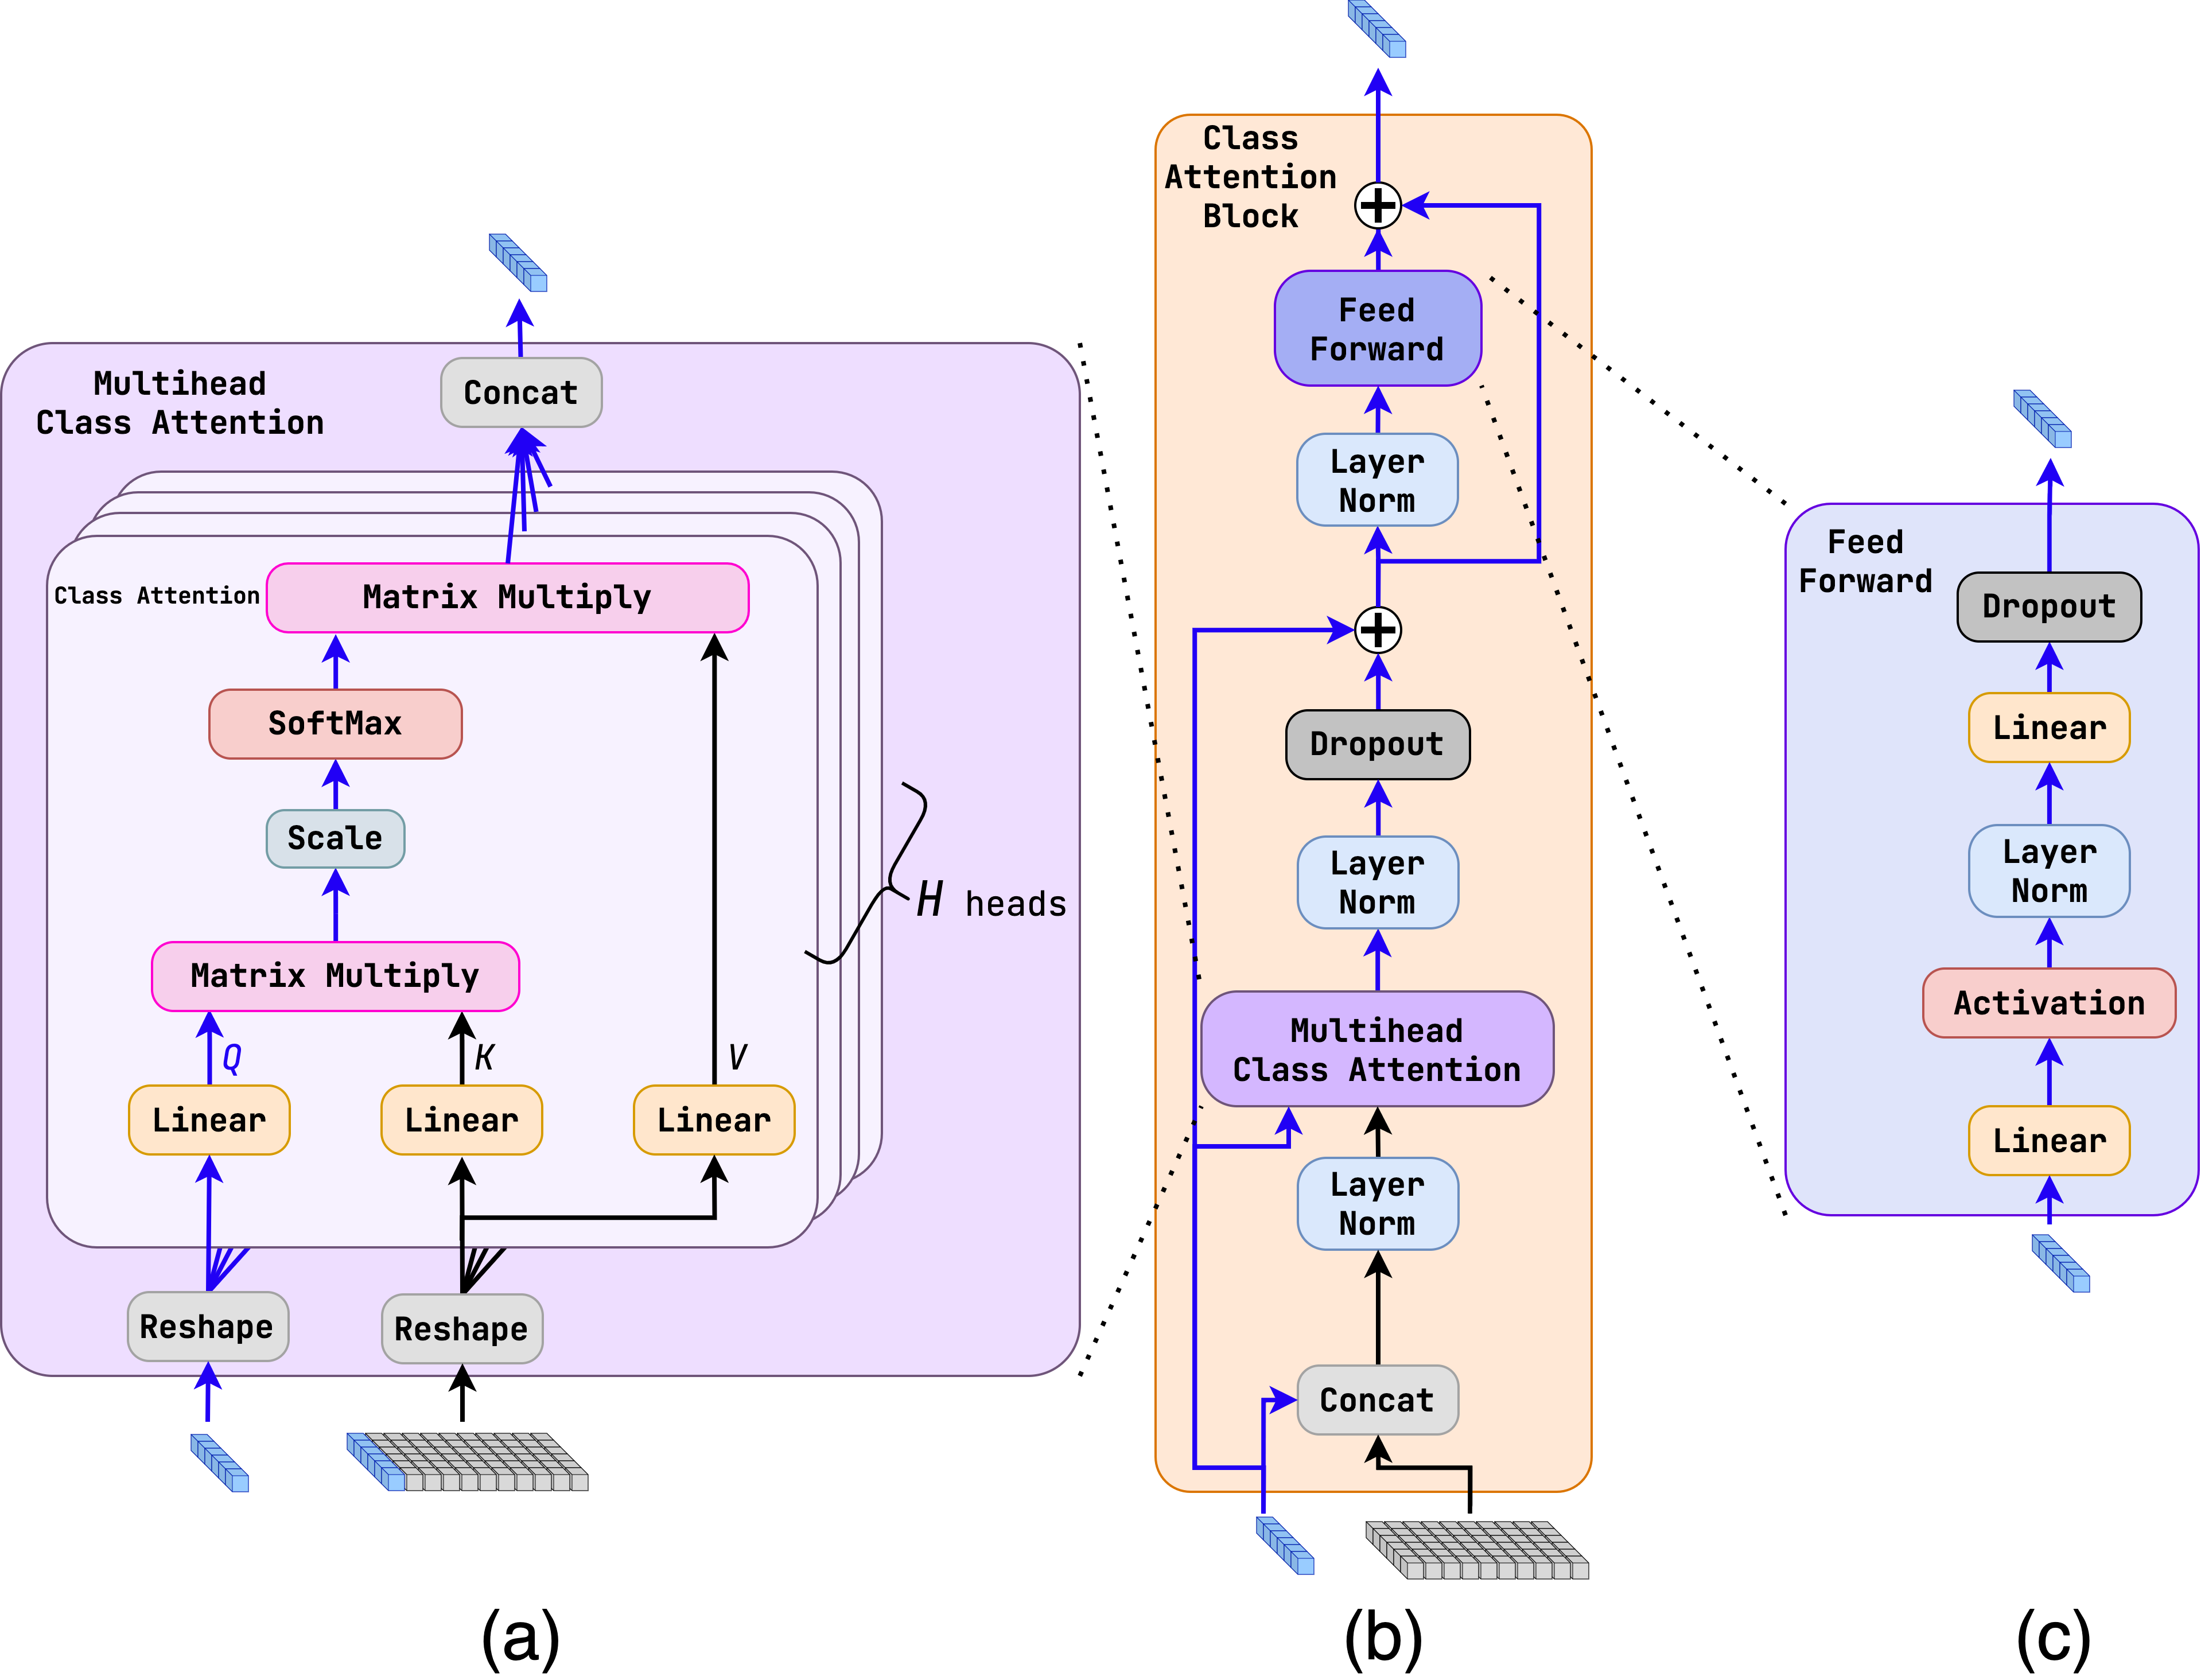 Multihead
Class Attention
Concat
Class Attention
Matrix Multiply
SoftMax
Scale
H heads
Matrix Multiply
Q
K
V
Linear
Linear
Linear
Reshape
Reshape
(a)
Class
Attention
Block
Feed
Forward
Layer
Norm
Dropout
Layer
Norm
Multihead
Class Attention
Layer
Norm
Concat
(b)
Feed
Forward
Dropout
Linear
Layer
Norm
Activation
Linear
(c)